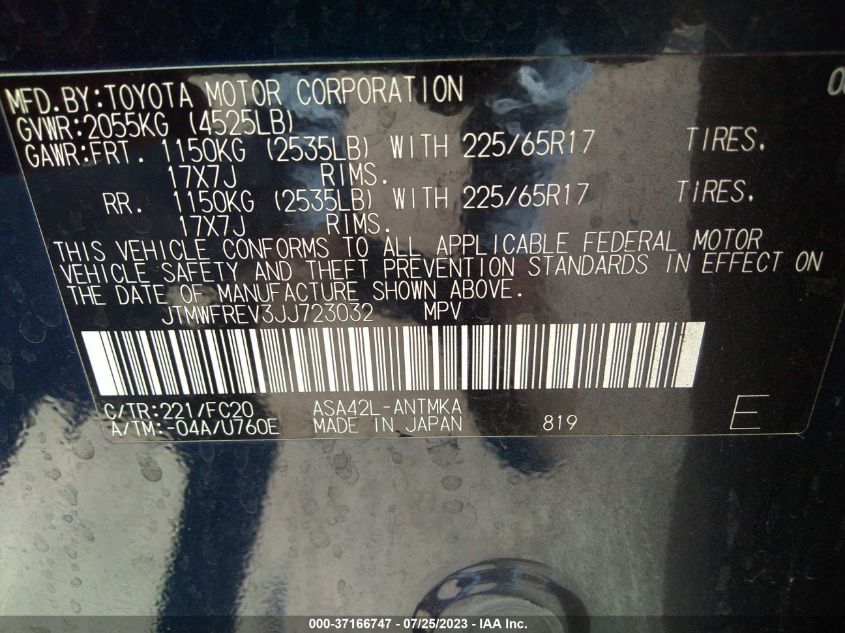 MFD.BY:TOYOTA MOTOR CORPORATION
GVWR:2055KG (4525LB)
GAWR:FRT. 1150KG (2535LB) WITH 225/65R17 TIRES.
17X7J RIMS.
RR. 1150KG (2535LB) WITH 225/65R17 TIRES.
17X7J RIMS.
THIS VEHICLE CONFORMS TO ALL APPLICABLE FEDERAL MOTOR
VEHICLE SAFETY AND THEFT PREVENTION STANDARDS IN EFFECT ON
THE DATE OF MANUFACTURE SHOWN ABOVE.
JTMWFREV3JJ723032 MPV
C/TR:221/FC20 ASA42L-ANTMKA
A/TM:-04A/U760E MADE IN JAPAN 819 E
000-37166747 - 07/25/2023 - IAA Inc.